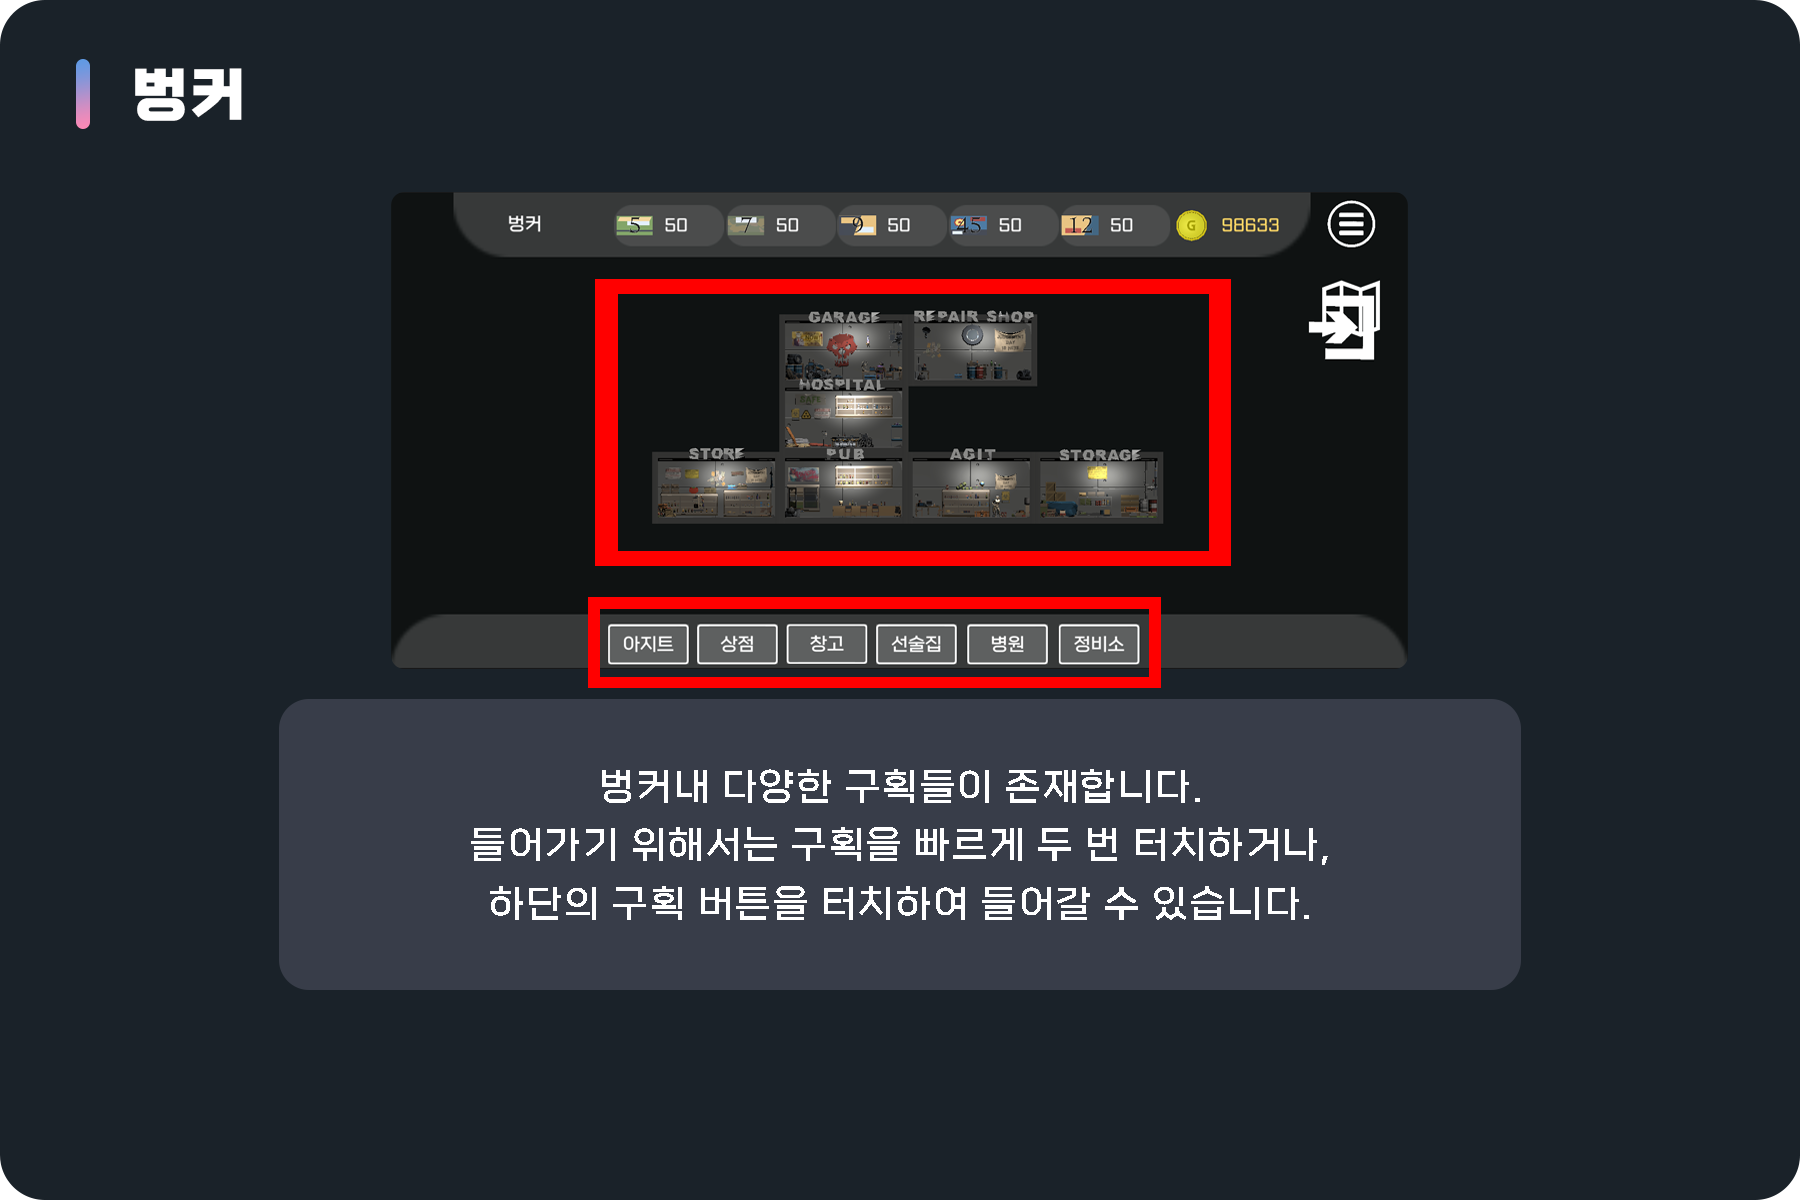 벙커
벙커 5 50 7 50 9 50 .45 50 12 50 G 98633
GARAGE REPAIR SHOP
HOSPITAL
STORE PUB AGIT STORAGE
아지트 상점 창고 선술집 병원 정비소
벙커내 다양한 구획들이 존재합니다.
들어가기 위해서는 구획을 빠르게 두 번 터치하거나,
하단의 구획 버튼을 터치하여 들어갈 수 있습니다.